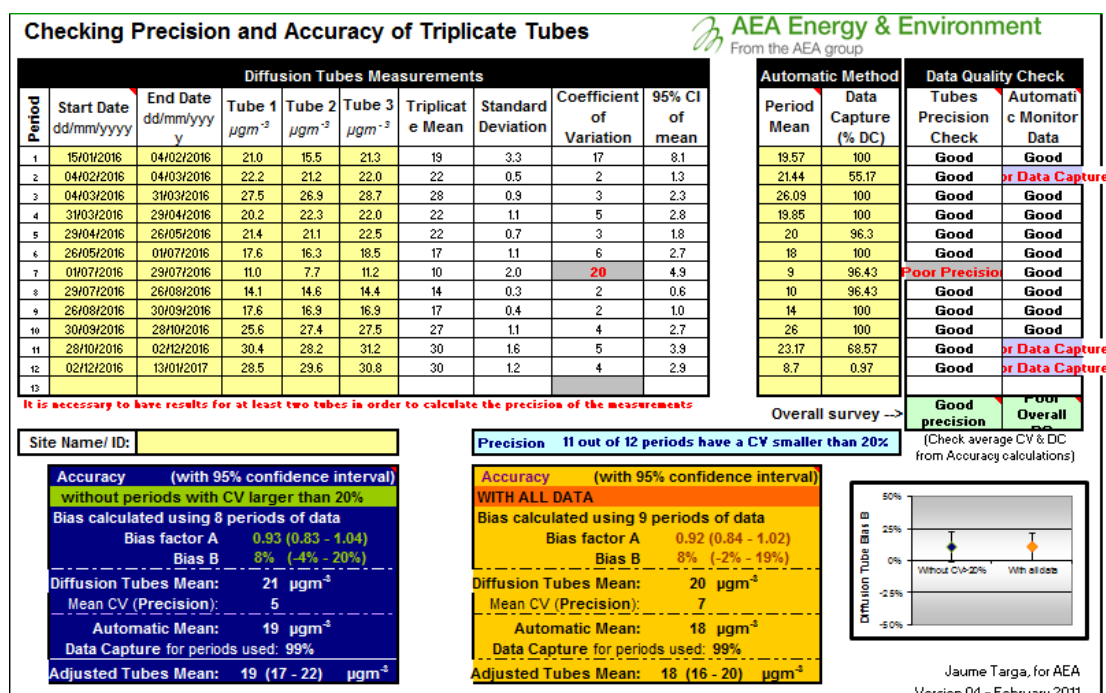 Checking Precision and Accuracy of Triplicate Tubes
AEA Energy & Environment
From the AEA group
Diffusion Tubes Measurements
Automatic Method
Data Quality Check
Period
Start Date dd/mm/yyyy
End Date dd/mm/yyyy
Tube 1 µgm-3
Tube 2 µgm-3
Tube 3 µgm-3
Triplicate Mean
Standard Deviation
Coefficient of Variation
95% CI of mean
Period Mean
Data Capture (% DC)
Tubes Precision Check
Automatic Monitor Data
1 15/01/2016 04/02/2016 21.0 15.5 21.3 19 3.3 17 8.1 19.57 100 Good Good
2 04/02/2016 04/03/2016 22.2 21.2 22.0 22 0.5 2 1.3 21.44 55.17 Good or Data Capture
3 04/03/2016 31/03/2016 27.5 26.9 28.7 28 0.9 3 2.3 26.09 100 Good Good
4 31/03/2016 29/04/2016 20.2 22.3 22.0 22 1.1 5 2.8 19.85 100 Good Good
5 29/04/2016 26/05/2016 21.4 21.1 22.5 22 0.7 3 1.8 20 96.3 Good Good
6 26/05/2016 01/07/2016 17.6 16.3 18.5 17 1.1 6 2.7 18 100 Good Good
7 01/07/2016 29/07/2016 11.0 7.7 11.2 10 2.0 20 4.9 9 96.43 Poor Precision Good
8 29/07/2016 26/08/2016 14.1 14.6 14.4 14 0.3 2 0.6 10 96.43 Good Good
9 26/08/2016 30/09/2016 17.6 16.9 16.9 17 0.4 2 1.0 14 100 Good Good
10 30/09/2016 28/10/2016 25.6 27.4 27.5 27 1.1 4 2.7 26 100 Good Good
11 28/10/2016 02/12/2016 30.4 28.2 31.2 30 1.6 5 3.9 23.17 68.57 Good or Data Capture
12 02/12/2016 13/01/2017 28.5 29.6 30.8 30 1.2 4 2.9 8.7 0.97 Good or Data Capture
13
It is necessary to have results for at least two tubes in order to calculate the precision of the measurements
Overall survey -->
Good precision
Poor Overall
(Check average CV & DC from Accuracy calculations)
Site Name/ ID:
Precision 11 out of 12 periods have a CV smaller than 20%
Accuracy (with 95% confidence interval)
without periods with CV larger than 20%
Bias calculated using 8 periods of data
Bias factor A 0.93 (0.83 - 1.04)
Bias B 8% (-4% - 20%)
Diffusion Tubes Mean: 21 µgm-3
Mean CV (Precision): 5
Automatic Mean: 19 µgm-3
Data Capture for periods used: 99%
Adjusted Tubes Mean: 19 (17 - 22) µgm-3
Accuracy (with 95% confidence interval)
WITH ALL DATA
Bias calculated using 9 periods of data
Bias factor A 0.92 (0.84 - 1.02)
Bias B 8% (-2% - 19%)
Diffusion Tubes Mean: 20 µgm-3
Mean CV (Precision): 7
Automatic Mean: 18 µgm-3
Data Capture for periods used: 99%
Adjusted Tubes Mean: 18 (16 - 20) µgm-3
Diffusion Tube Bias B
50%
25%
0%
-25%
-50%
Without CV>20%
With all data
Jaume Targa, for AEA
Version 04 - February 2011